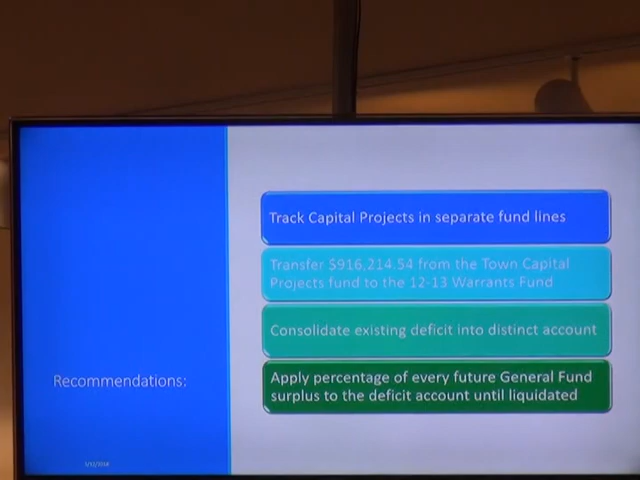 Track Capital Projects in separate fund lines
Transfer $916,214.54 from the Town Capital
Projects fund to the 12-13 Warrants Fund
Consolidate existing deficit into distinct account
Recommendations:
Apply percentage of every future General Fund
surplus to the deficit account until liquidated